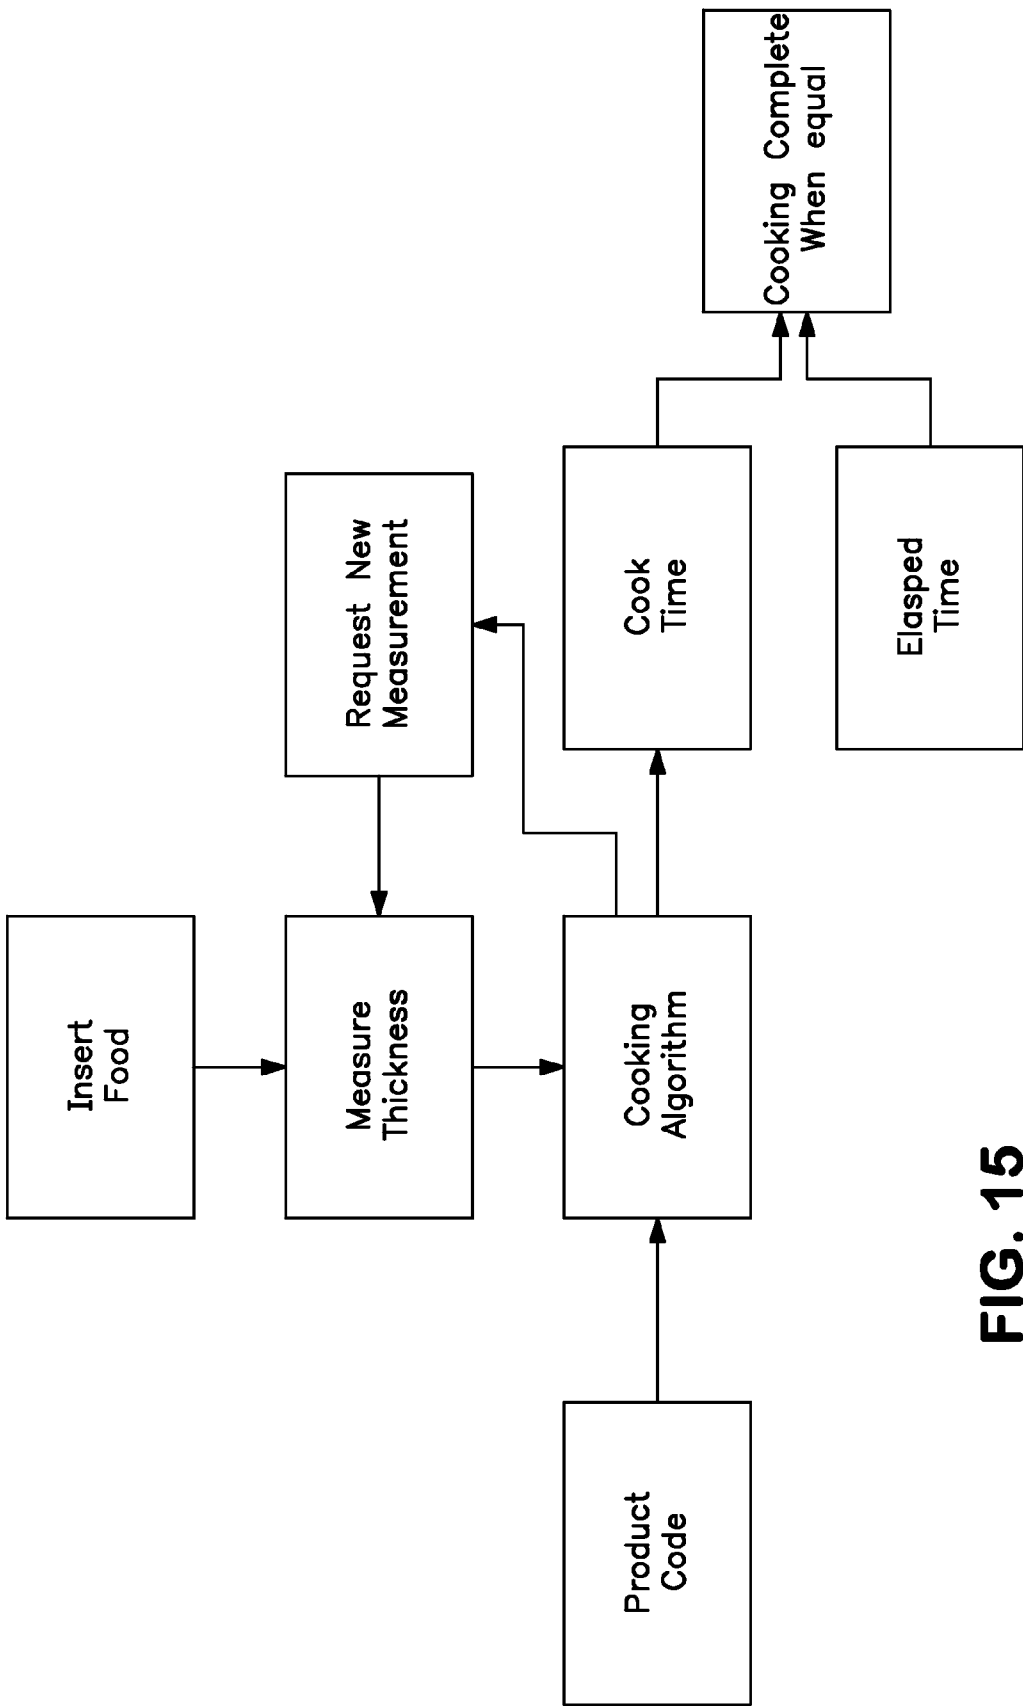 Insert
Food
Measure
Thickness
Request New
Measurement
Product
Code
Cooking
Algorithm
Cook
Time
Cooking Complete
When equal
Elasped
Time
FIG. 15